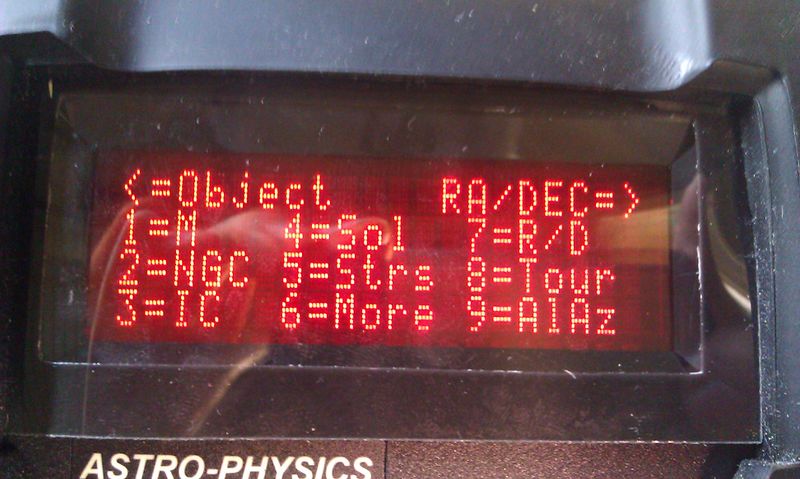 <=Object RA/DEC=>
1=M 4=Sol 7=R/D
2=NGC 5=Strs 8=Tour
3=IC 6=More 9=AlAz
ASTRO-PHYSICS